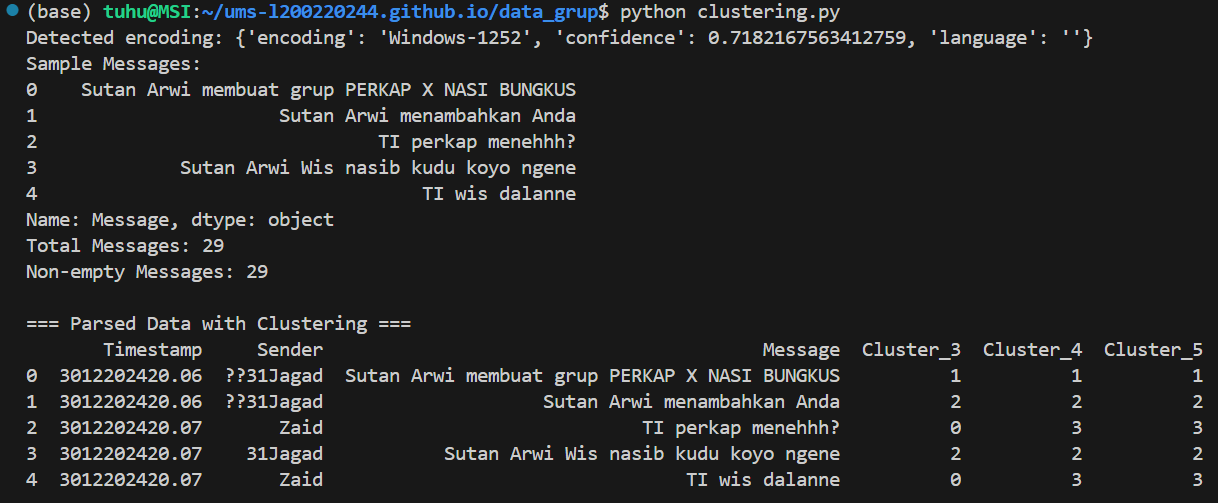 (base) tuhu@MSI:~/ums-l200220244.github.io/data_grup$ python clustering.py
Detected encoding: {'encoding': 'Windows-1252', 'confidence': 0.7182167563412759, 'language': ''}
Sample Messages:
0    Sutan Arwi membuat grup PERKAP X NASI BUNGKUS
1                      Sutan Arwi menambahkan Anda
2                               TI perkap menehhh?
3             Sutan Arwi Wis nasib kudu koyo ngene
4                                   TI wis dalanne
Name: Message, dtype: object
Total Messages: 29
Non-empty Messages: 29
=== Parsed Data with Clustering ===
       Timestamp     Sender                                        Message  Cluster_3  Cluster_4  Cluster_5
0  3012202420.06  ??31Jagad  Sutan Arwi membuat grup PERKAP X NASI BUNGKUS          1          1          1
1  3012202420.06  ??31Jagad                    Sutan Arwi menambahkan Anda          2          2          2
2  3012202420.07       Zaid                             TI perkap menehhh?          0          3          3
3  3012202420.07    31Jagad           Sutan Arwi Wis nasib kudu koyo ngene          2          2          2
4  3012202420.07       Zaid                                 TI wis dalanne          0          3          3